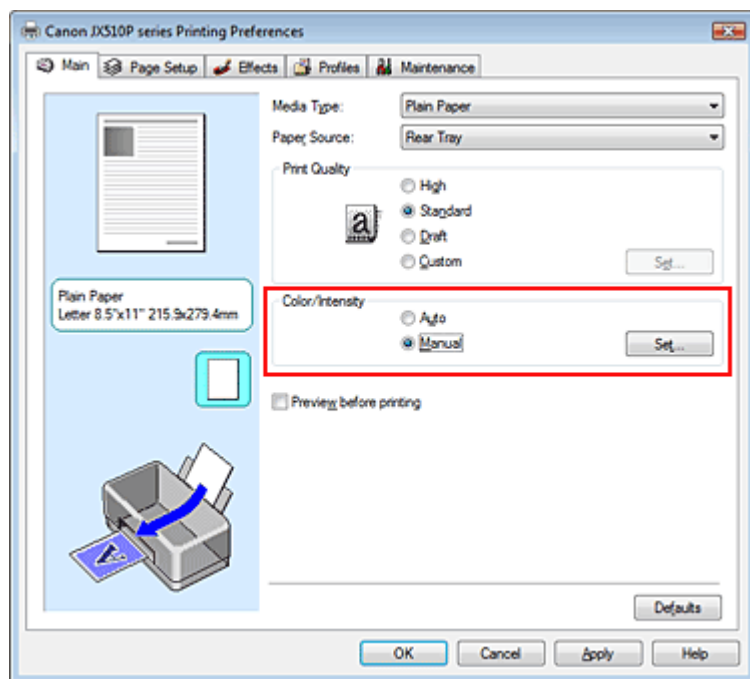 Canon JX510P series Printing Preferences
Main Page Setup Effects Profiles Maintenance
Media Type: Plain Paper
Paper Source: Rear Tray
Print Quality
High
a Standard
Draft
Custom Set...
Plain Paper
Letter 8.5"x11" 215.9x279.4mm
Color/Intensity
Auto
Manual Set...
Preview before printing
Defaults
OK Cancel Apply Help